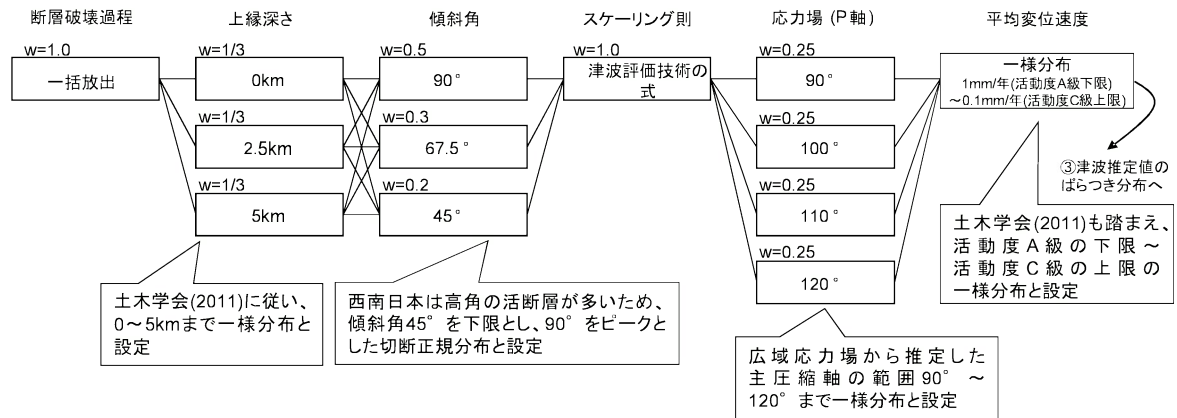 断層破壊過程
上縁深さ
傾斜角
スケーリング則
応力場 (P軸)
平均変位速度
w=1.0
一括放出
w=1/3
0km
w=1/3
2.5km
w=1/3
5km
w=0.5
90°
w=0.3
67.5°
w=0.2
45°
w=1.0
津波評価技術の
式
w=0.25
90°
w=0.25
100°
w=0.25
110°
w=0.25
120°
一様分布
1mm/年(活動度A級下限)
～0.1mm/年(活動度C級上限)
③津波推定値の
ばらつき分布へ
土木学会(2011)に従い、
0～5kmまで一様分布と
設定
西南日本は高角の活断層が多いため、
傾斜角45°を下限とし、90°をピークと
した切断正規分布と設定
広域応力場から推定した
主圧縮軸の範囲90°～
120°まで一様分布と設定
土木学会(2011)も踏まえ、
活動度A級の下限～
活動度C級の上限の
一様分布と設定